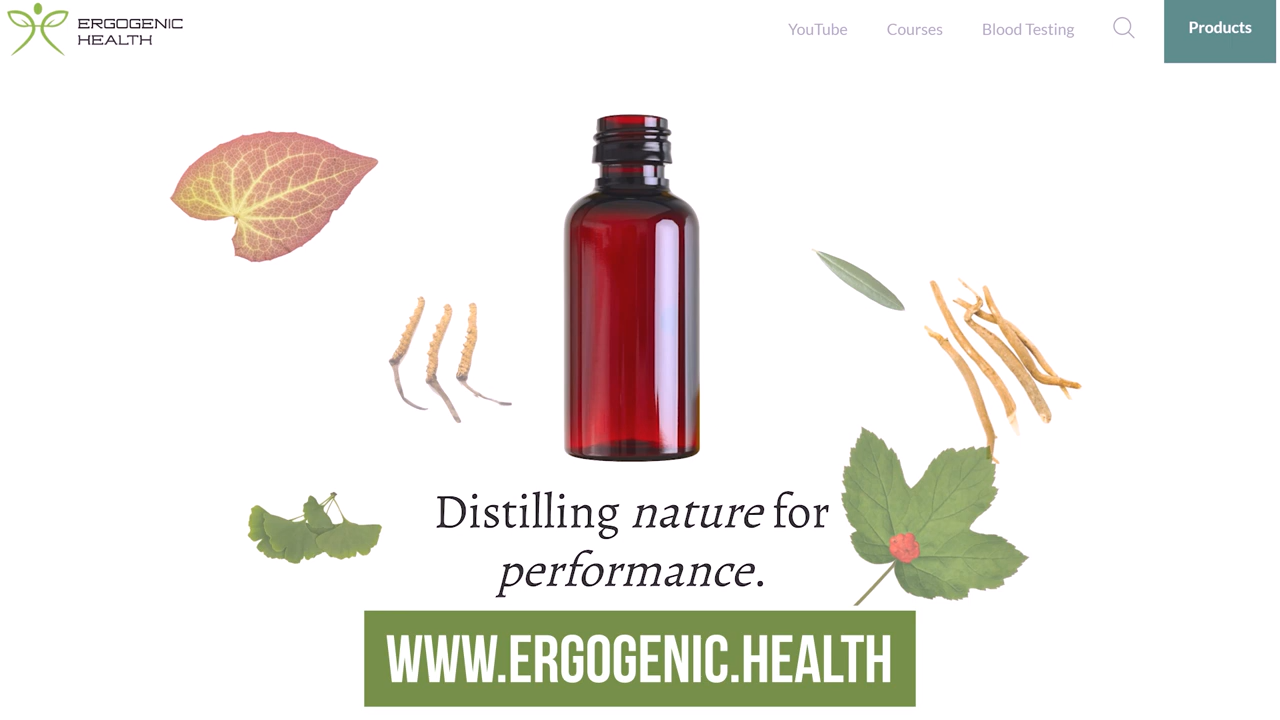 ERGOGENIC
HEALTH
YouTube
Courses
Blood Testing
Products
Distilling nature for
performance.
WWW.ERGOGENIC.HEALTH